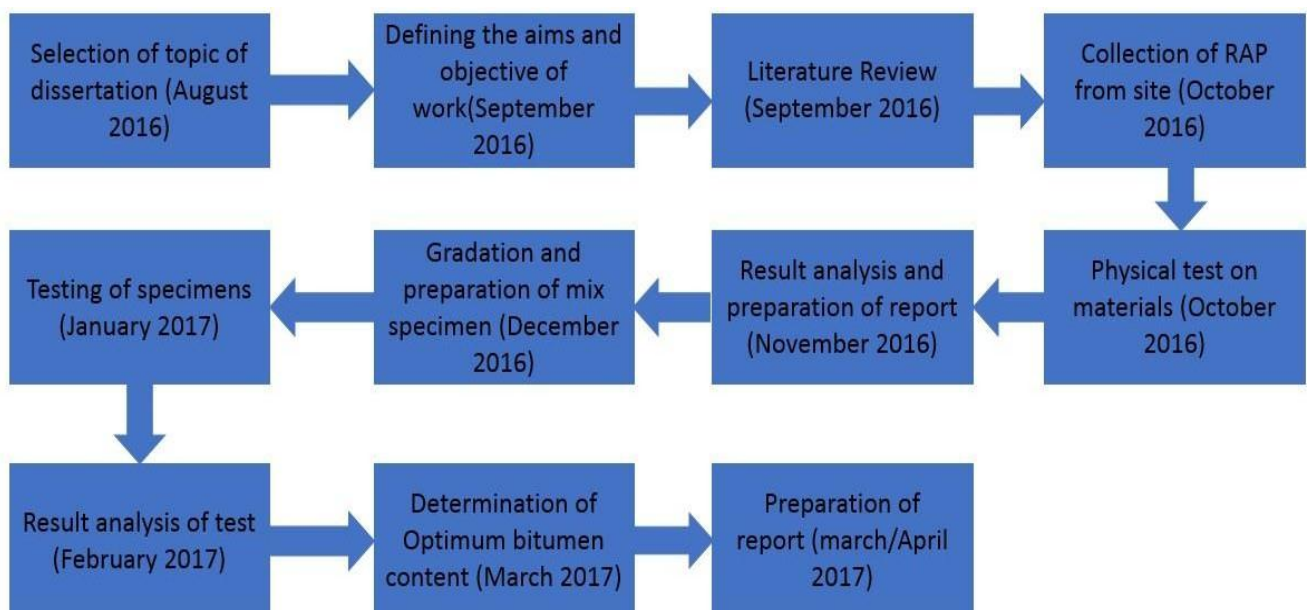 Selection of topic of
dissertation (August
2016)
Defining the aims and
objective of
work(September
2016)
Literature Review
(September 2016)
Collection of RAP
from site (October
2016)
Physical test on
materials (October
2016)
Result analysis and
preparation of report
(November 2016)
Gradation and
preparation of mix
specimen (December
2016)
Testing of specimens
(January 2017)
Result analysis of test
(February 2017)
Determination of
Optimum bitumen
content (March 2017)
Preparation of
report (march/April
2017)